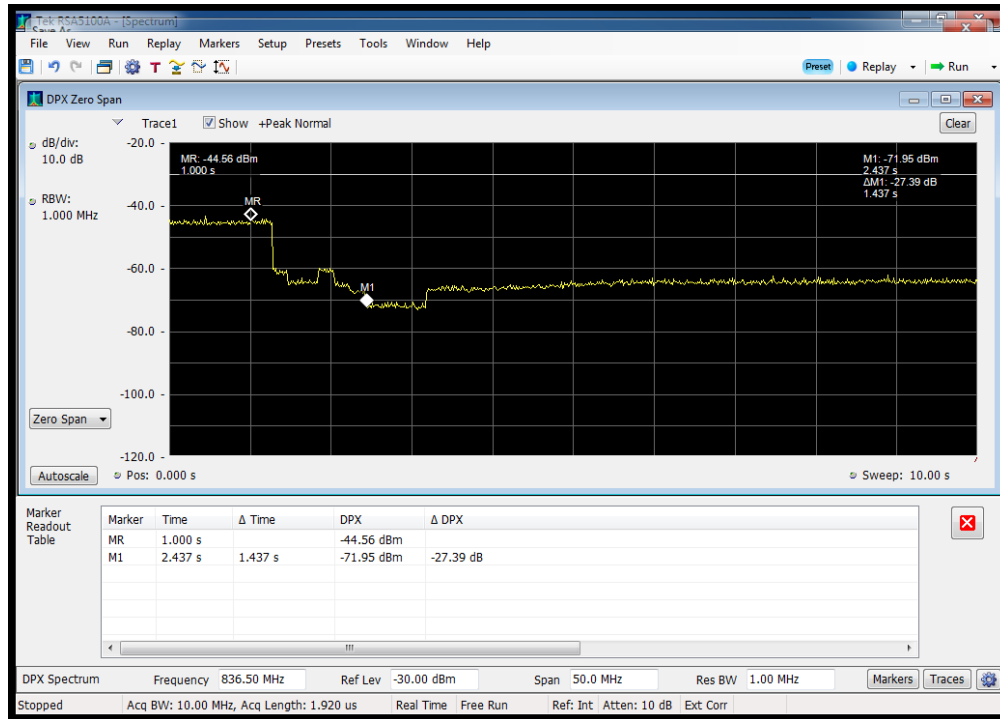 Tek RSA5100A - [Spectrum]
Save As
File View Run Replay Markers Setup Presets Tools Window Help
T Preset Replay Run
DPX Zero Span
Trace1 Show +Peak Normal Clear
dB/div:
10.0 dB
RBW:
1.000 MHz
-20.0
-40.0
-60.0
-80.0
-100.0
-120.0
MR: -44.56 dBm
1.000 s
M1: -71.95 dBm
2.437 s
ΔM1: -27.39 dB
1.437 s
MR
M1
Zero Span
Autoscale Pos: 0.000 s Sweep: 10.00 s
Marker
Readout
Table
Marker Time Δ Time DPX Δ DPX
MR 1.000 s -44.56 dBm
M1 2.437 s 1.437 s -71.95 dBm -27.39 dB
DPX Spectrum Frequency 836.50 MHz Ref Lev -30.00 dBm Span 50.0 MHz Res BW 1.00 MHz Markers Traces
Stopped Acq BW: 10.00 MHz, Acq Length: 1.920 us Real Time Free Run Ref: Int Atten: 10 dB Ext Corr